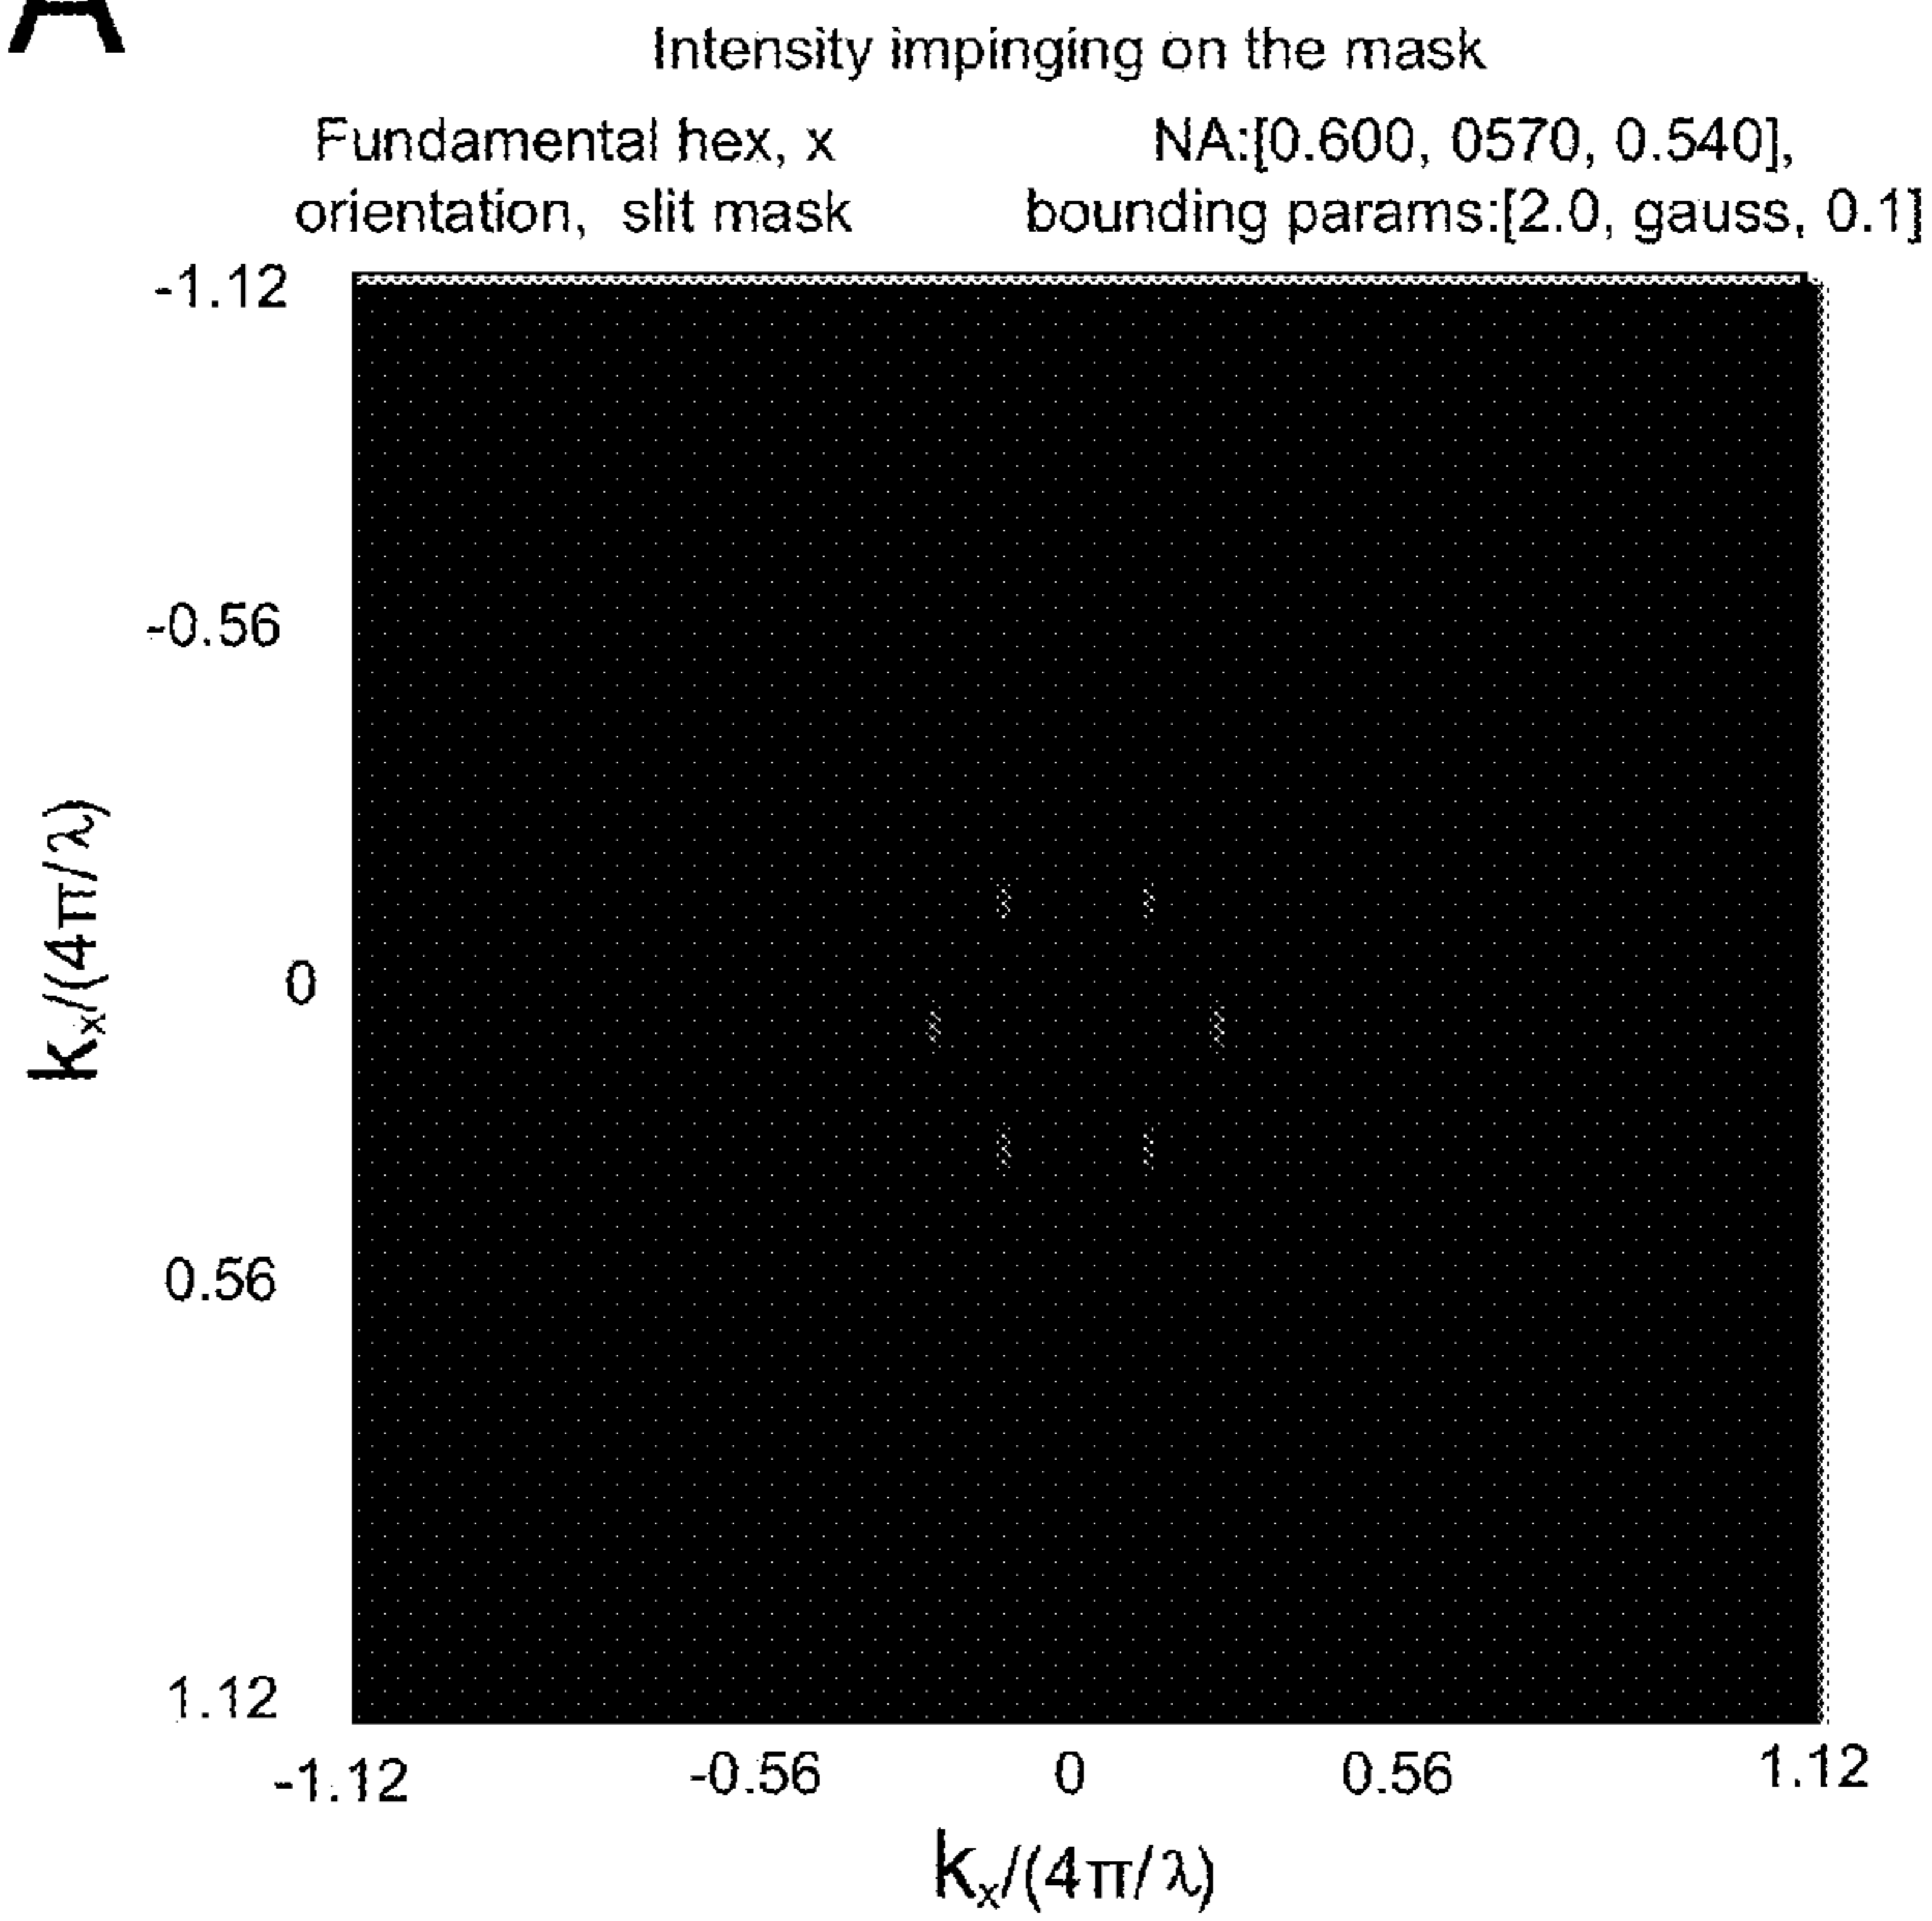 A
Intensity impinging on the mask
Fundamental hex, x
orientation, slit mask
NA:[0.600, 0570, 0.540],
bounding params:[2.0, gauss, 0.1]
-1.12
-0.56
0
0.56
1.12
kₓ/(4π/λ)
-1.12
-0.56
0
0.56
1.12
kₓ/(4π/λ)